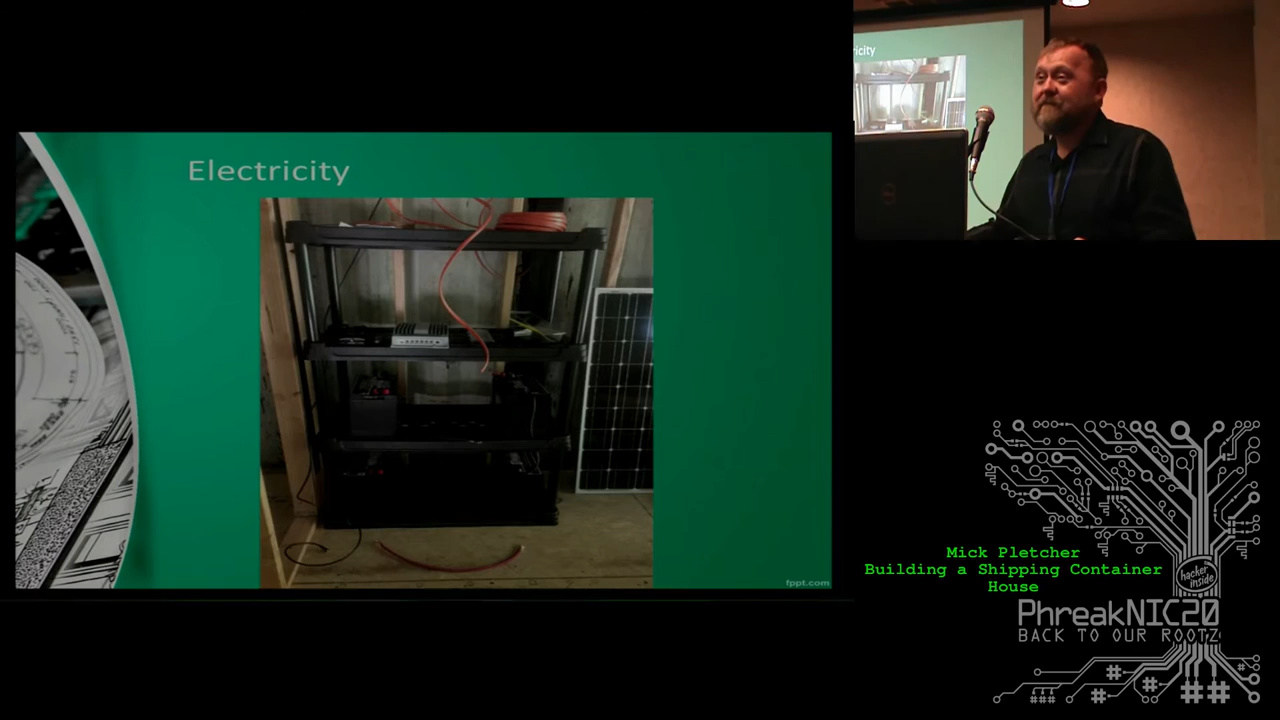 Electricity
fppt.com
ricity
Mick Pletcher
Building a Shipping Container
House
hacker
inside
PhreakNIC20
BACK TO OUR ROOTZ